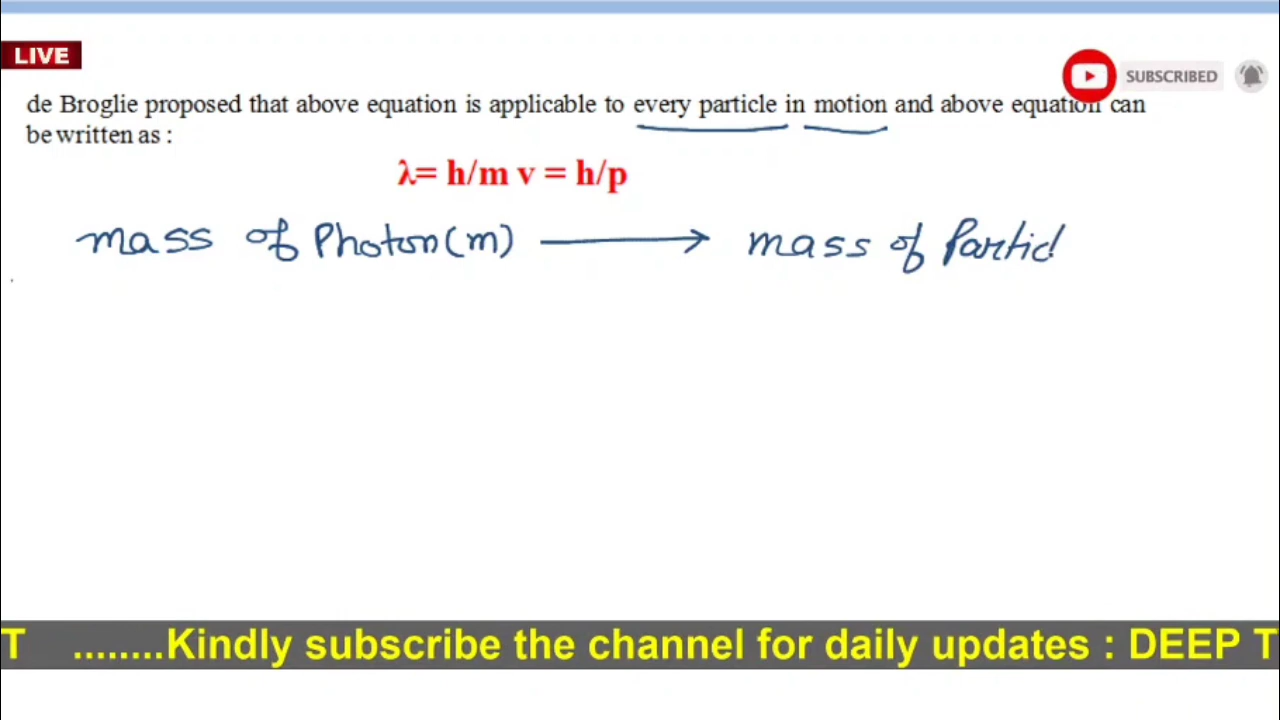 LIVE
SUBSCRIBED
de Broglie proposed that above equation is applicable to every particle in motion and above equation can
be written as :
λ= h/m v = h/p
mass of Photon(m) → mass of Partic
T ........Kindly subscribe the channel for daily updates : DEEP T